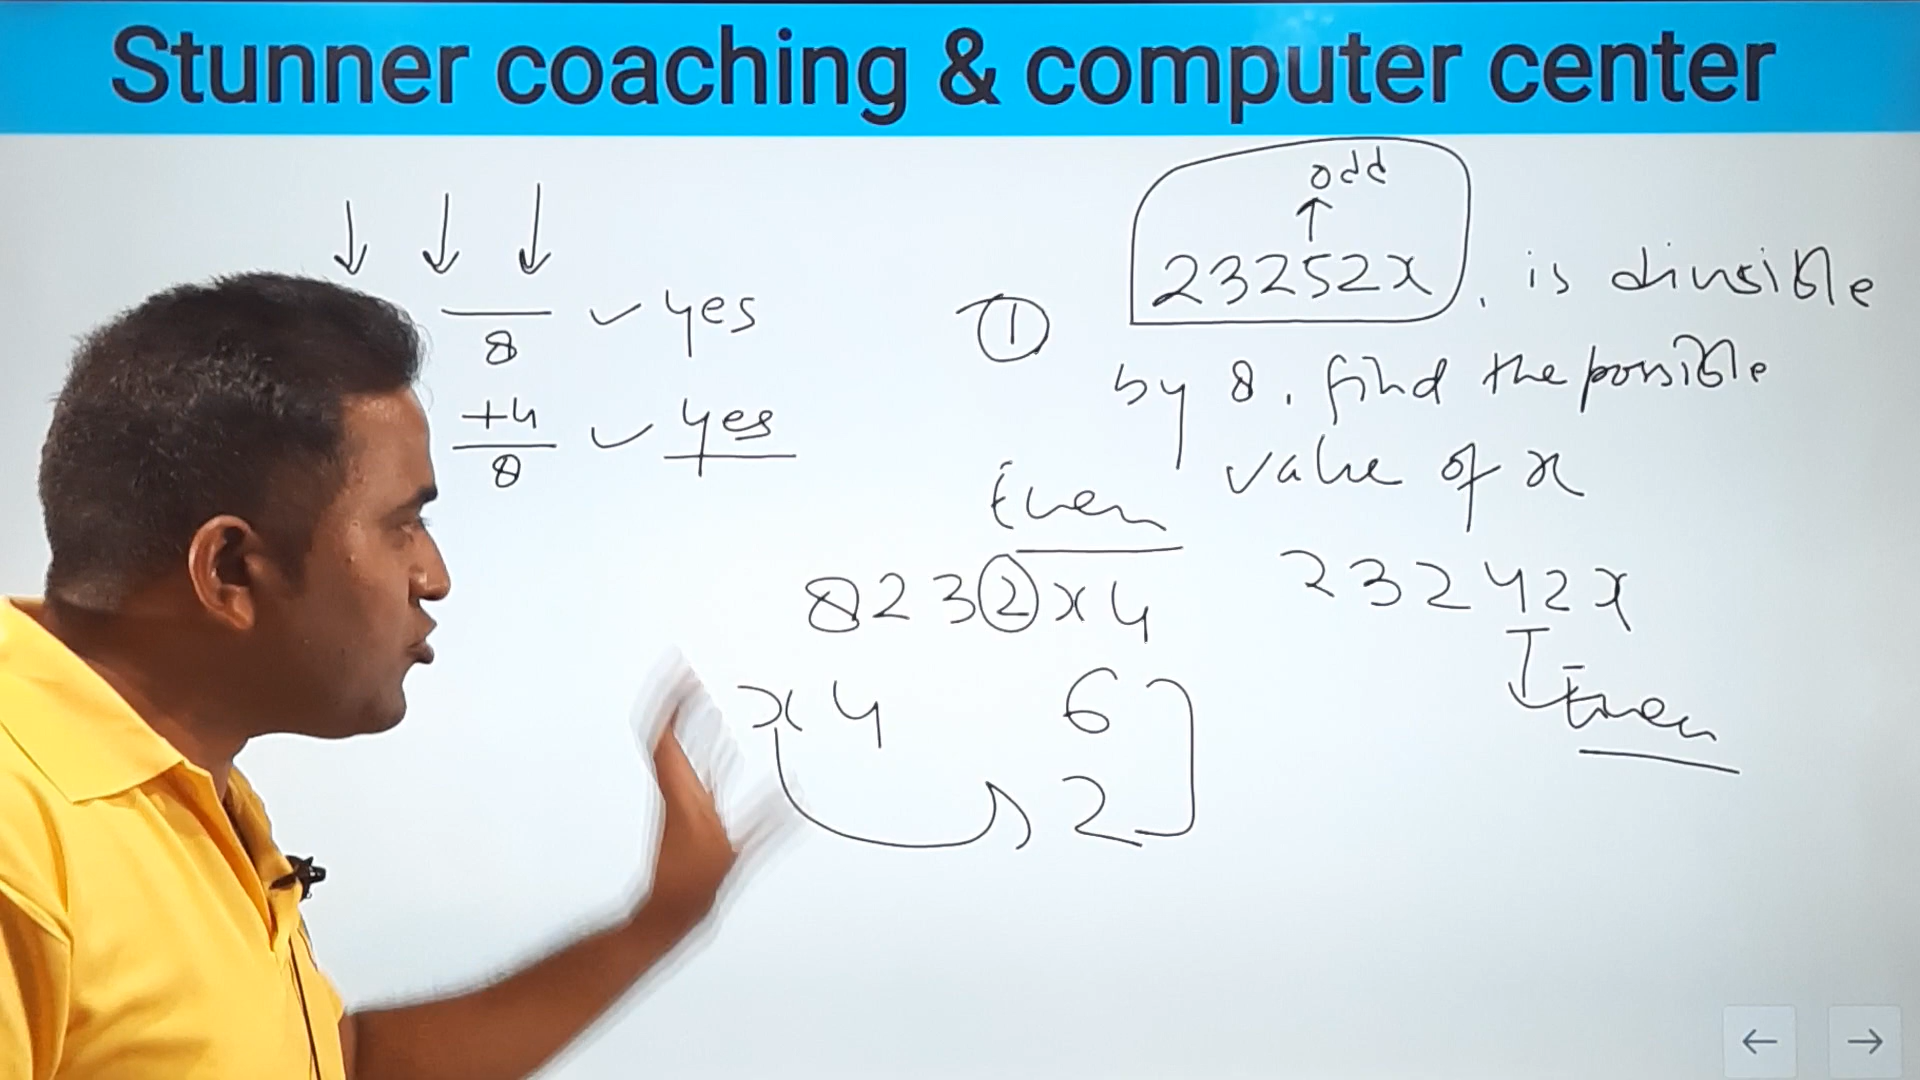 Stunner coaching & computer center
8 yes
+4
8 yes
odd
① 23252x, is divisible
by 8. find the possible
value of x
Even
8232x4
x4 6
2
23242x
Even